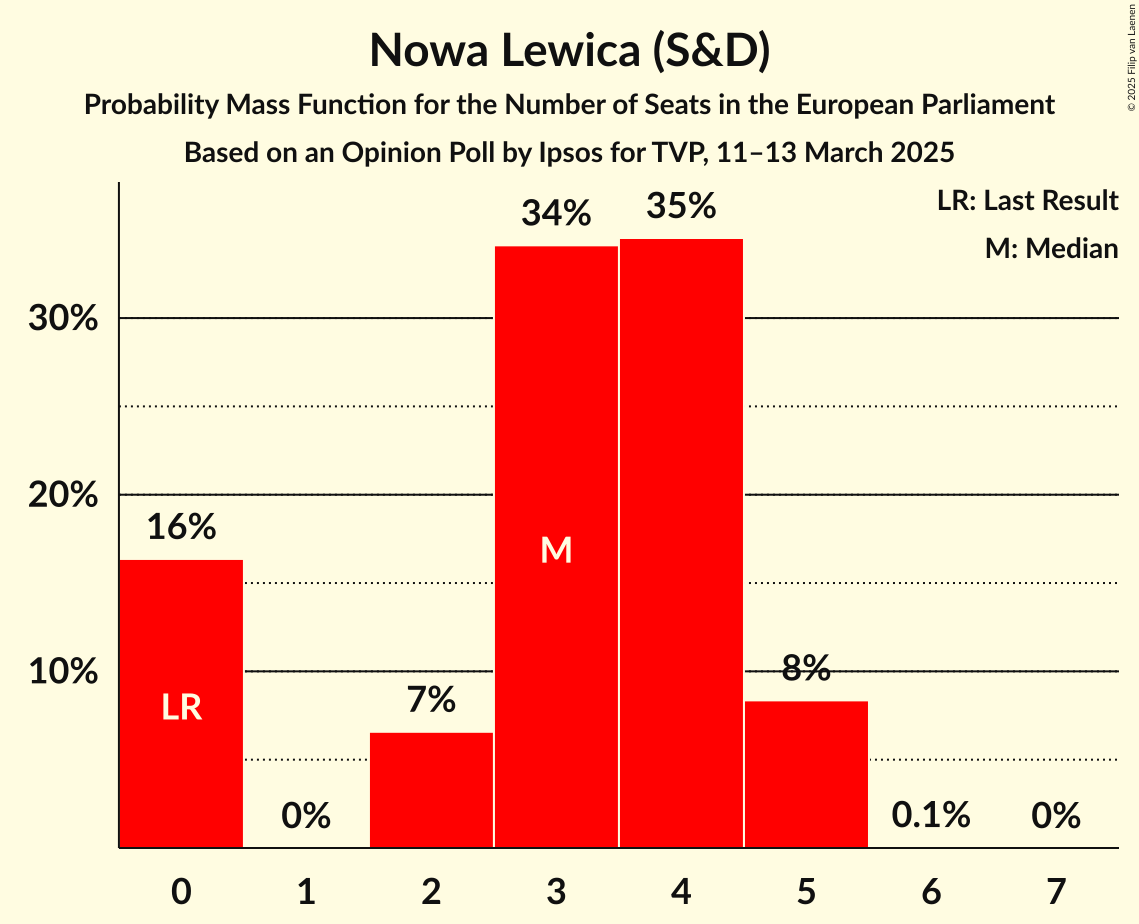 Nowa Lewica (S&D)
Probability Mass Function for the Number of Seats in the European Parliament
Based on an Opinion Poll by Ipsos for TVP, 11–13 March 2025
© 2025 Filip van Laenen
LR: Last Result
M: Median
34%
35%
30%
20%
16%
M
10%
8%
7%
LR
0%
0.1%
0%
0
1
2
3
4
5
6
7